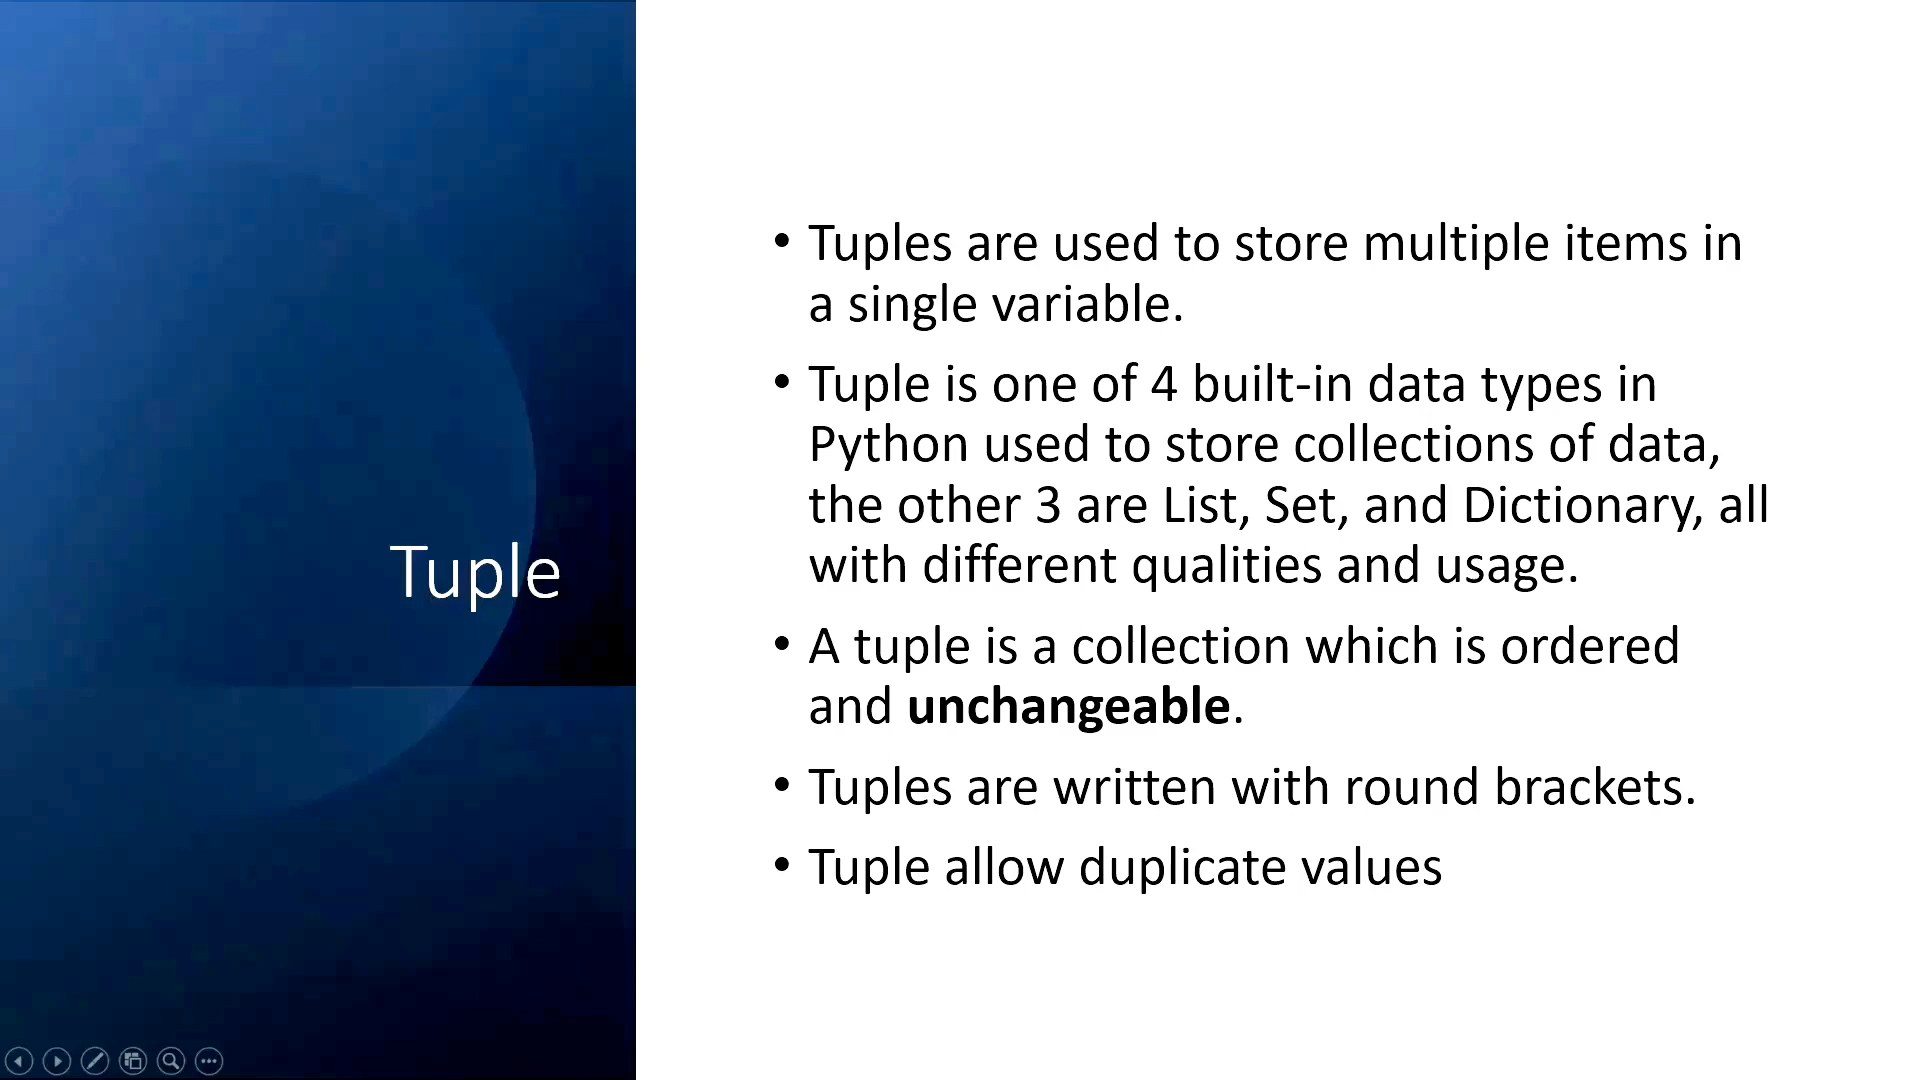 Tuple
• Tuples are used to store multiple items in
a single variable.
• Tuple is one of 4 built-in data types in
Python used to store collections of data,
the other 3 are List, Set, and Dictionary, all
with different qualities and usage.
• A tuple is a collection which is ordered
and unchangeable.
• Tuples are written with round brackets.
• Tuple allow duplicate values